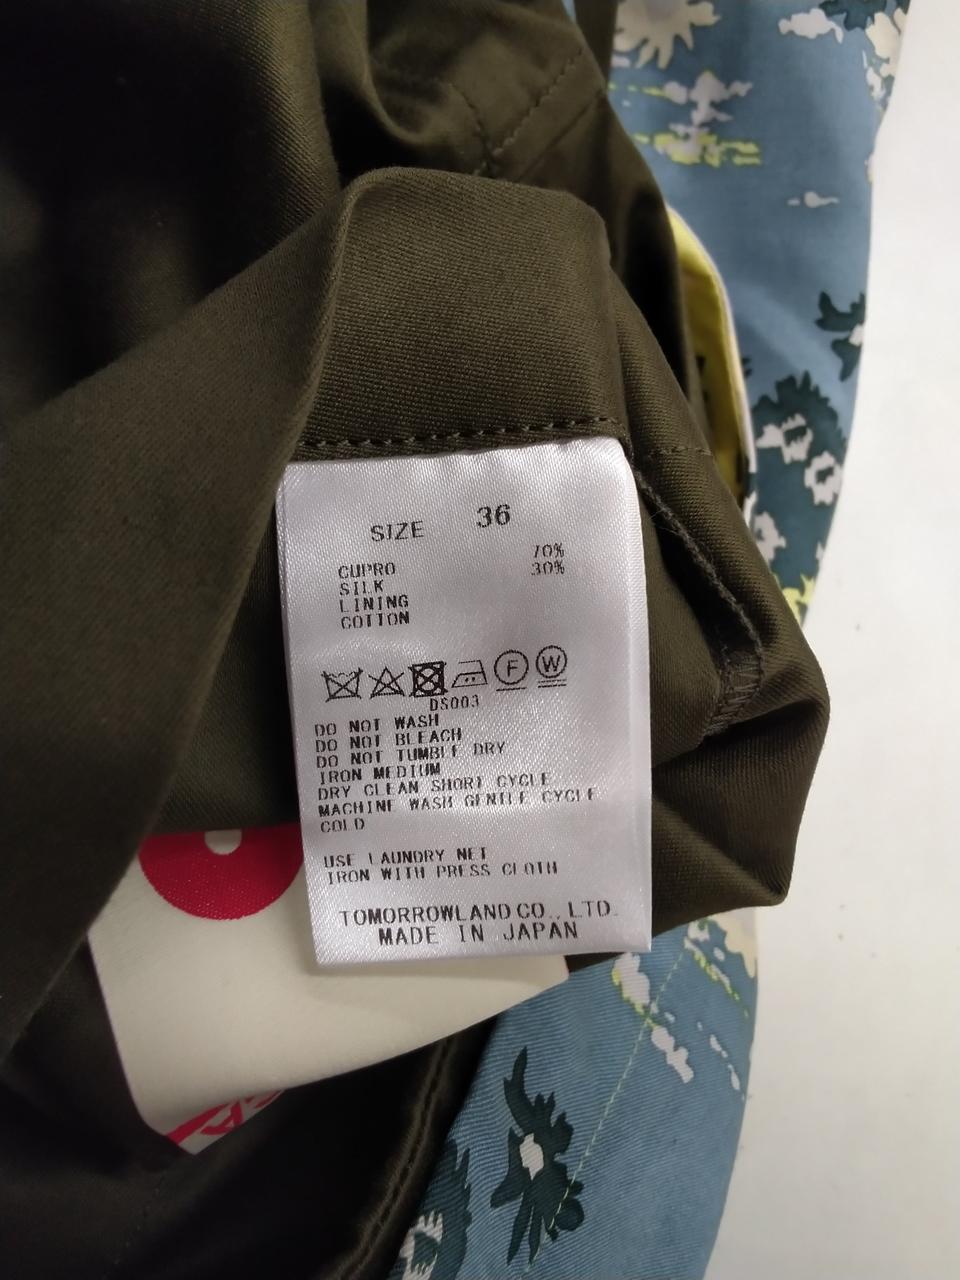 SIZE 36
70%
CUPRO 30%
SILK
LINING
COTTON
F W
DS003
DO NOT WASH
DO NOT BLEACH
DO NOT TUMBLE DRY
IRON MEDIUM
DRY CLEAN SHORT CYCLE
MACHINE WASH GENTLE CYCLE
COLD
USE LAUNDRY NET
IRON WITH PRESS CLOTH
TOMORROWLAND CO., LTD.
MADE IN JAPAN